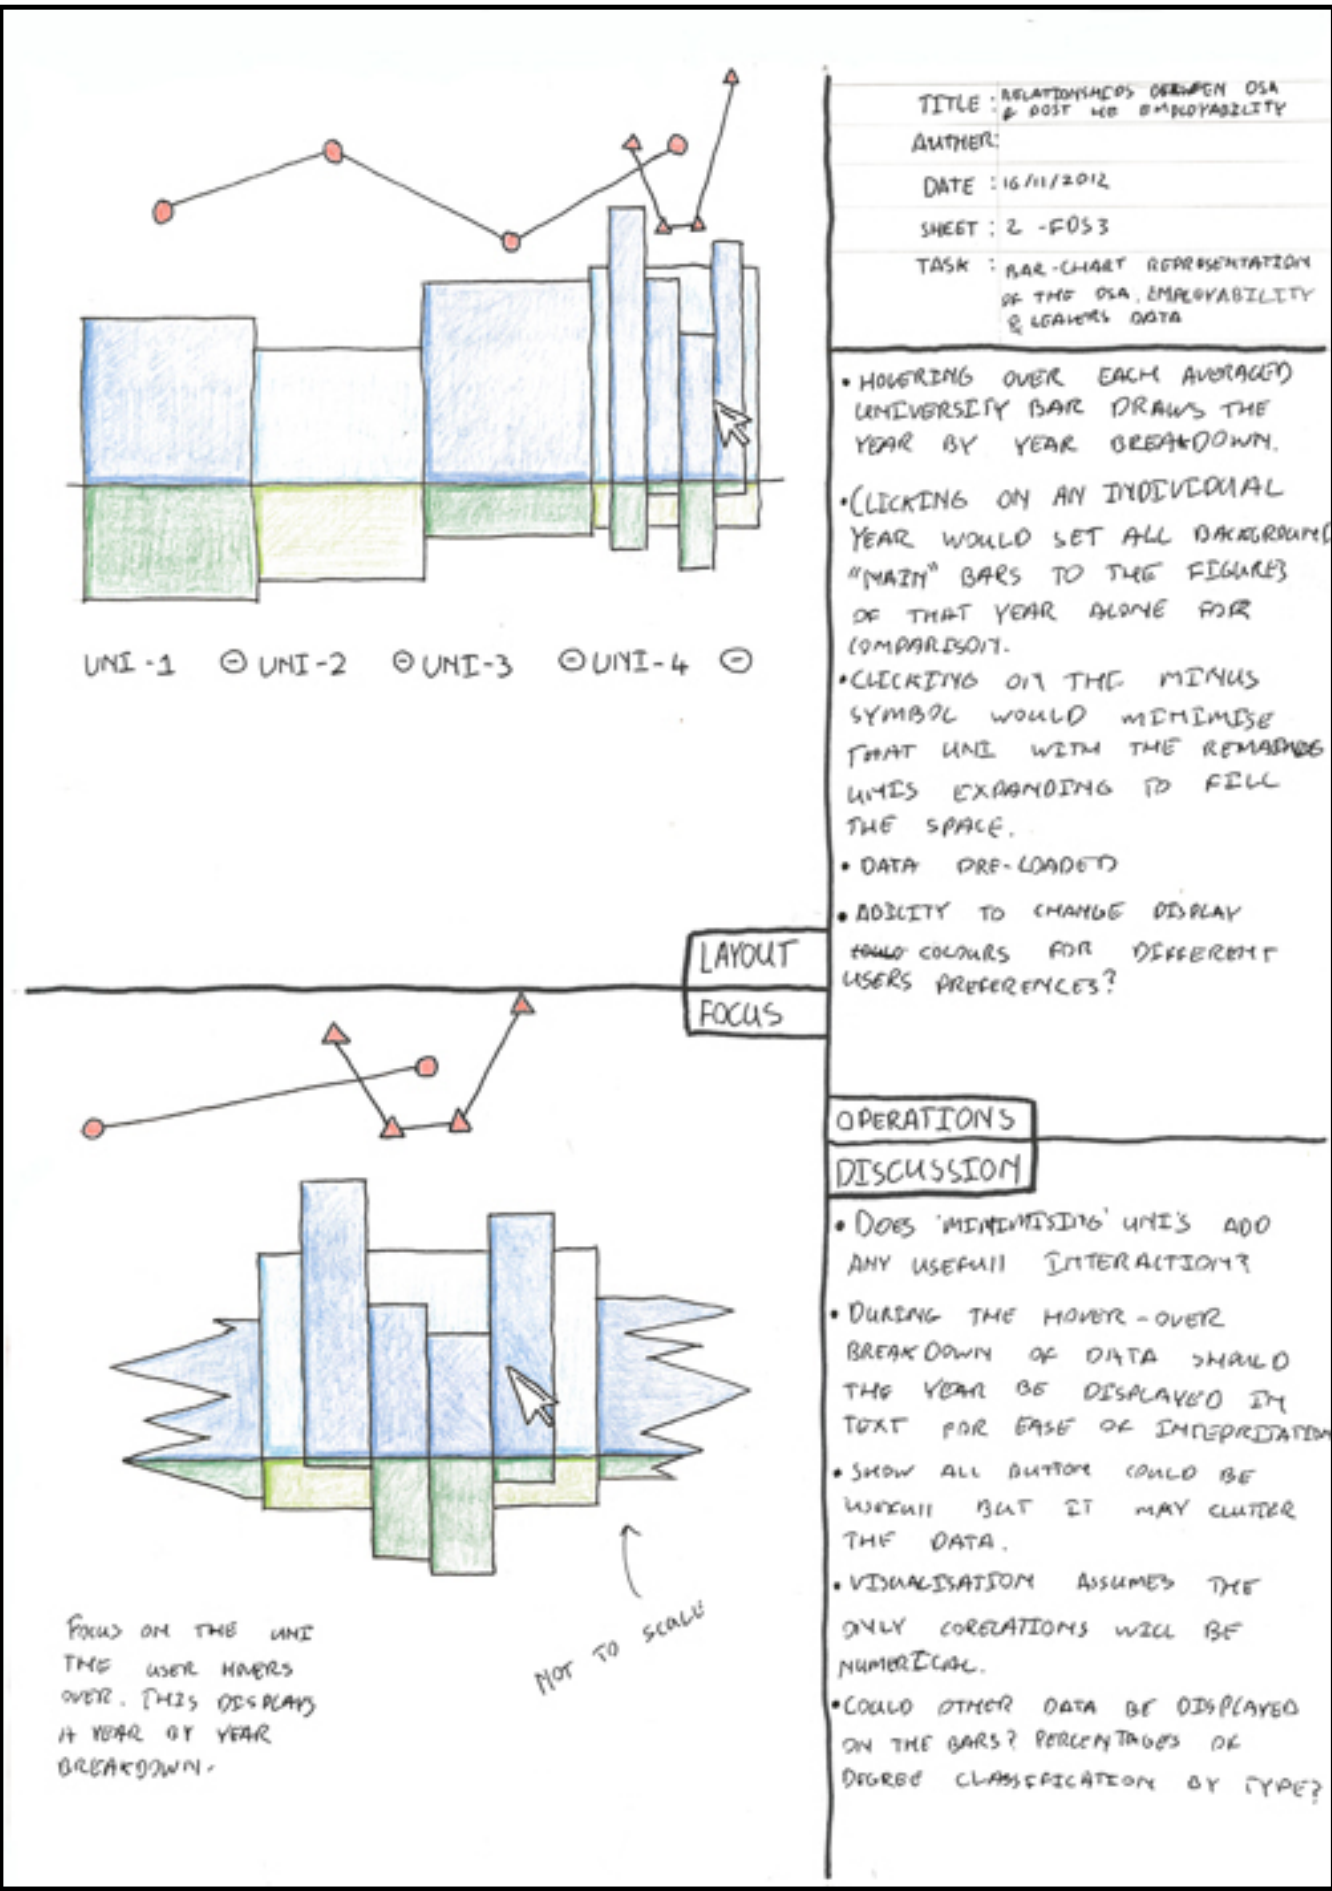 TITLE : RELATIONSHIPS BETWEEN OSA
& POST HE EMPLOYABILITY
AUTHER:
DATE : 16/11/2012
SHEET : 2 - FDS3
TASK : BAR-CHART REPRESENTATION
OF THE OSA, EMPLOYABILITY
& LEAVERS DATA
UNI-1 ⊖ UNI-2 ⊖ UNI-3 ⊖ UNI-4 ⊖
LAYOUT
• HOVERING OVER EACH AVERAGED
UNIVERSITY BAR DRAWS THE
YEAR BY YEAR BREAKDOWN.
• CLICKING ON AN INDIVIDUAL
YEAR WOULD SET ALL BACKGROUND
"MAIN" BARS TO THE FIGURES
OF THAT YEAR ALONE FOR
COMPARISON.
• CLICKING ON THE MINUS
SYMBOL WOULD MINIMISE
THAT UNI WITH THE
UNIS EXPANDING TO FILL
THE SPACE.
• DATA PRE-LOADED
• ABILITY TO CHANGE DISPLAY
COLOURS FOR DIFFERENT
USERS PREFERENCES?
OPERATIONS
FOCUS
FOCUS ON THE UNI
THE USER HOVERS
OVER. THIS DISPLAYS
A YEAR BY YEAR
BREAKDOWN.
NOT TO SCALE
DISCUSSION
• DOES 'MINIMISING' UNI'S ADD
ANY USEFULL INTERACTION?
• DURING THE HOVER-OVER
BREAKDOWN OF DATA SHOULD
THE YEAR BE DISPLAYED IN
TEXT FOR EASE OF
• SHOW ALL BUTTON COULD BE
USEFULL BUT IT MAY CLUTTER
THE DATA.
• VISUALISATION ASSUMES THE
ONLY CORELATIONS WILL BE
NUMERICAL.
• COULD OTHER DATA BE DISPLAYED
ON THE BARS? PERCENTAGES OF
DEGREE CLASSIFICATION BY TYPE?